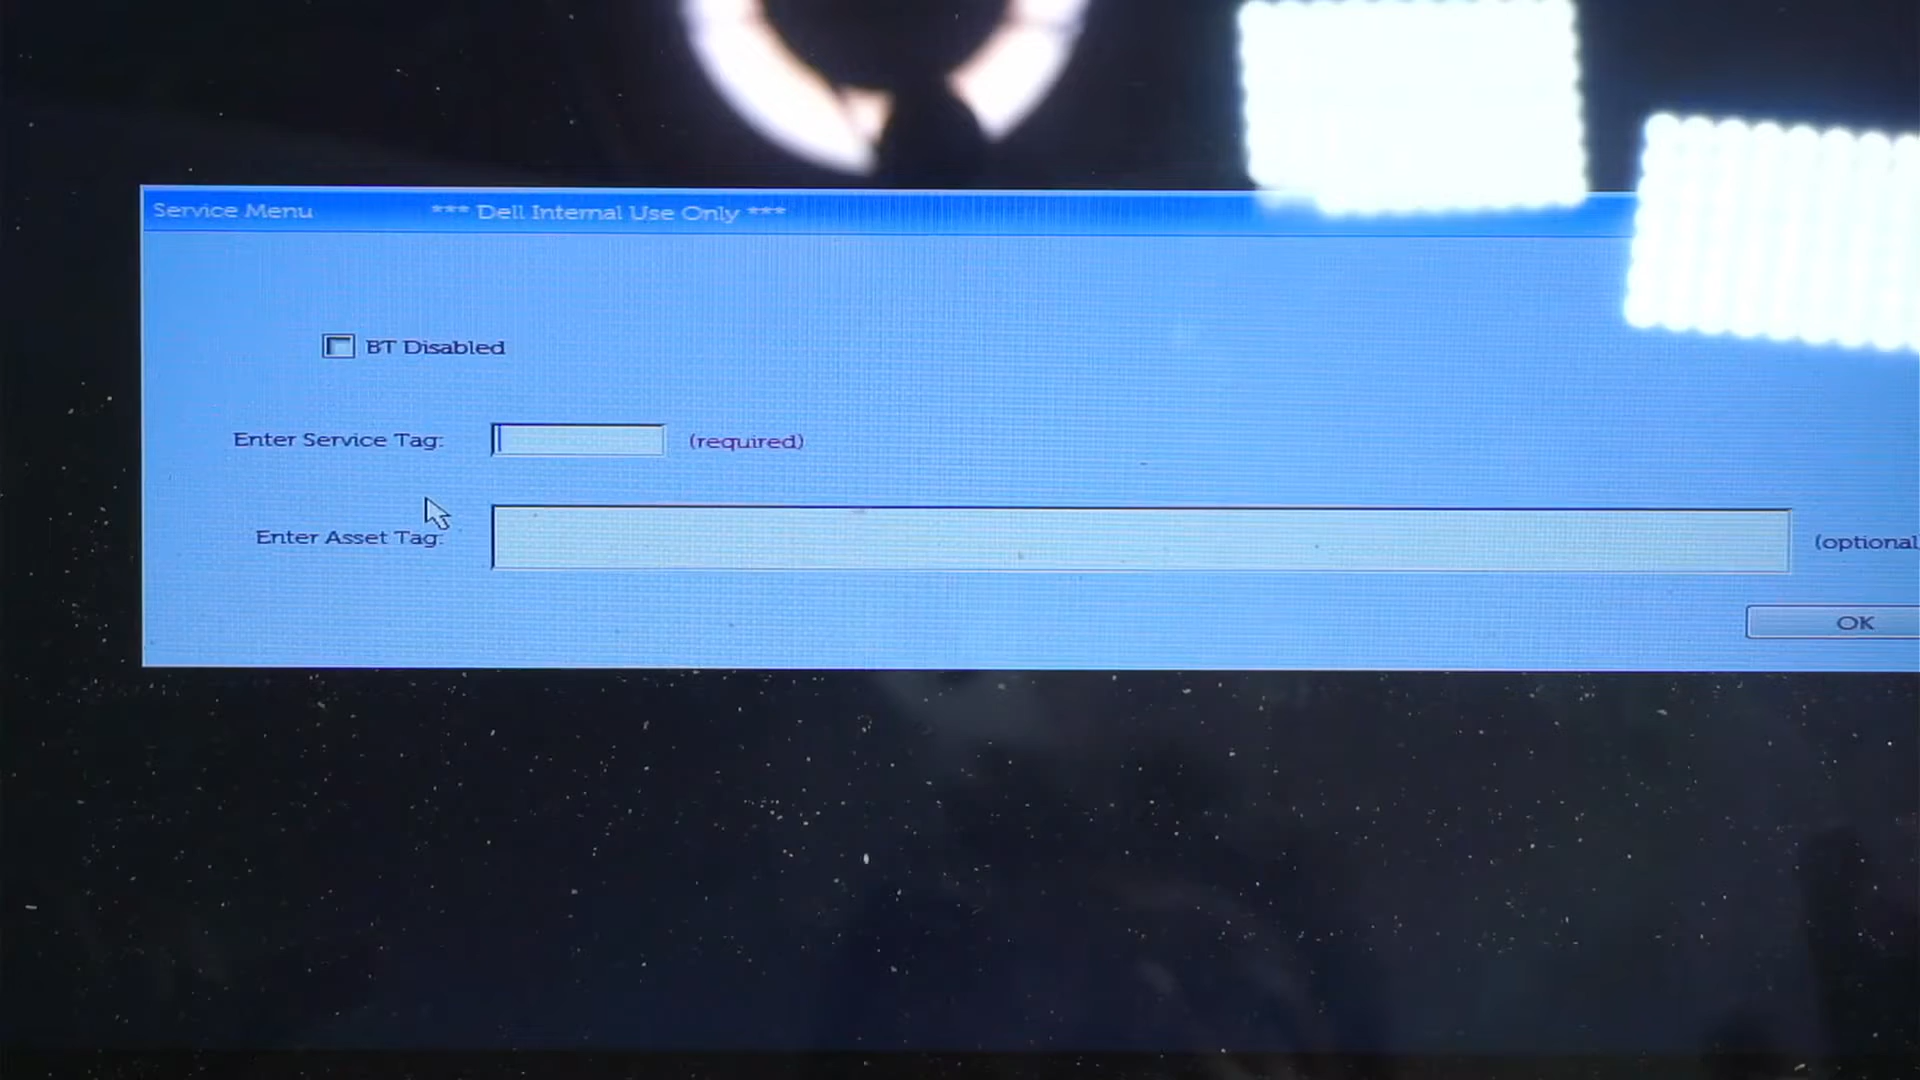 Service Menu *** Dell Internal Use Only ***
BT Disabled
Enter Service Tag: (required)
Enter Asset Tag: (optional
OK